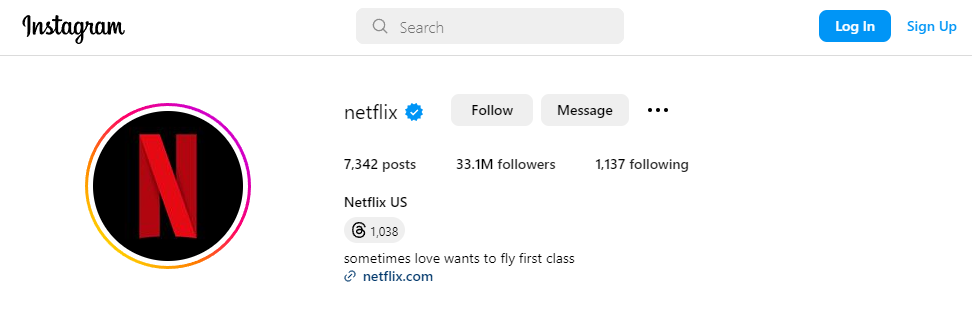 Instagram
Search
Log In
Sign Up
N
netflix
Follow
Message
7,342 posts 33.1M followers 1,137 following
Netflix US
1,038
sometimes love wants to fly first class
netflix.com